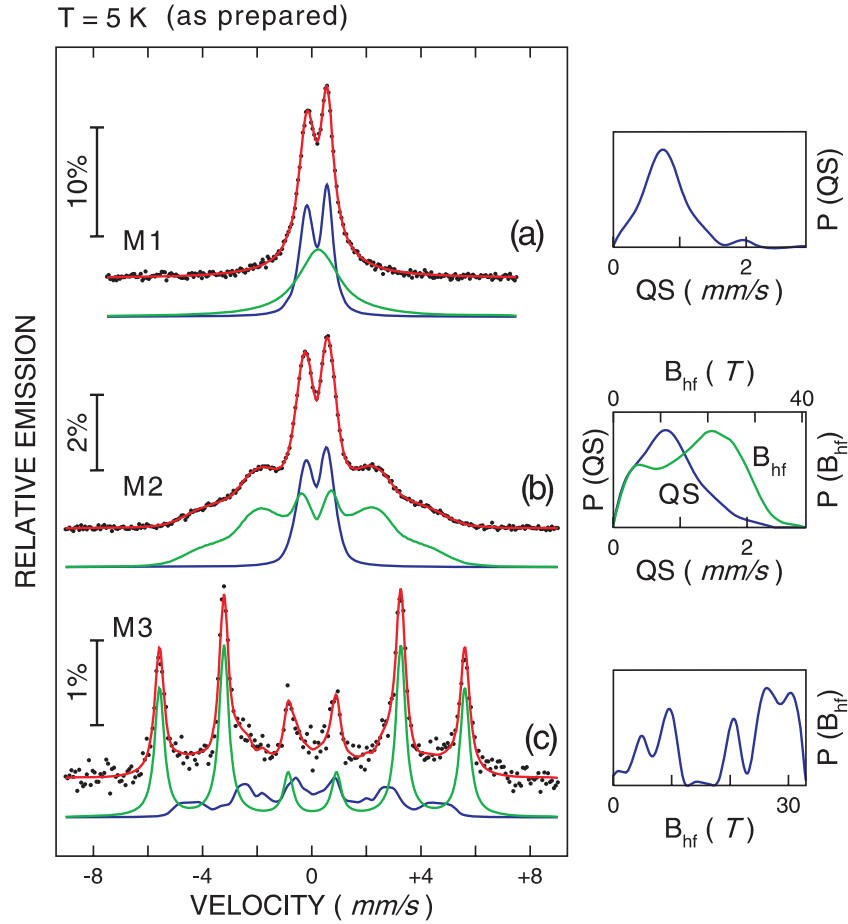 T = 5 K (as prepared)
RELATIVE EMISSION
10%
M1
(a)
P (QS)
0 2
QS ( mm/s )
2%
M2
(b)
B_hf ( T )
0 40
P (QS)
QS
B_hf
P (B_hf)
0 2
QS ( mm/s )
1%
M3
(c)
P (B_hf)
0 30
B_hf ( T )
-8 -4 0 +4 +8
VELOCITY ( mm/s )